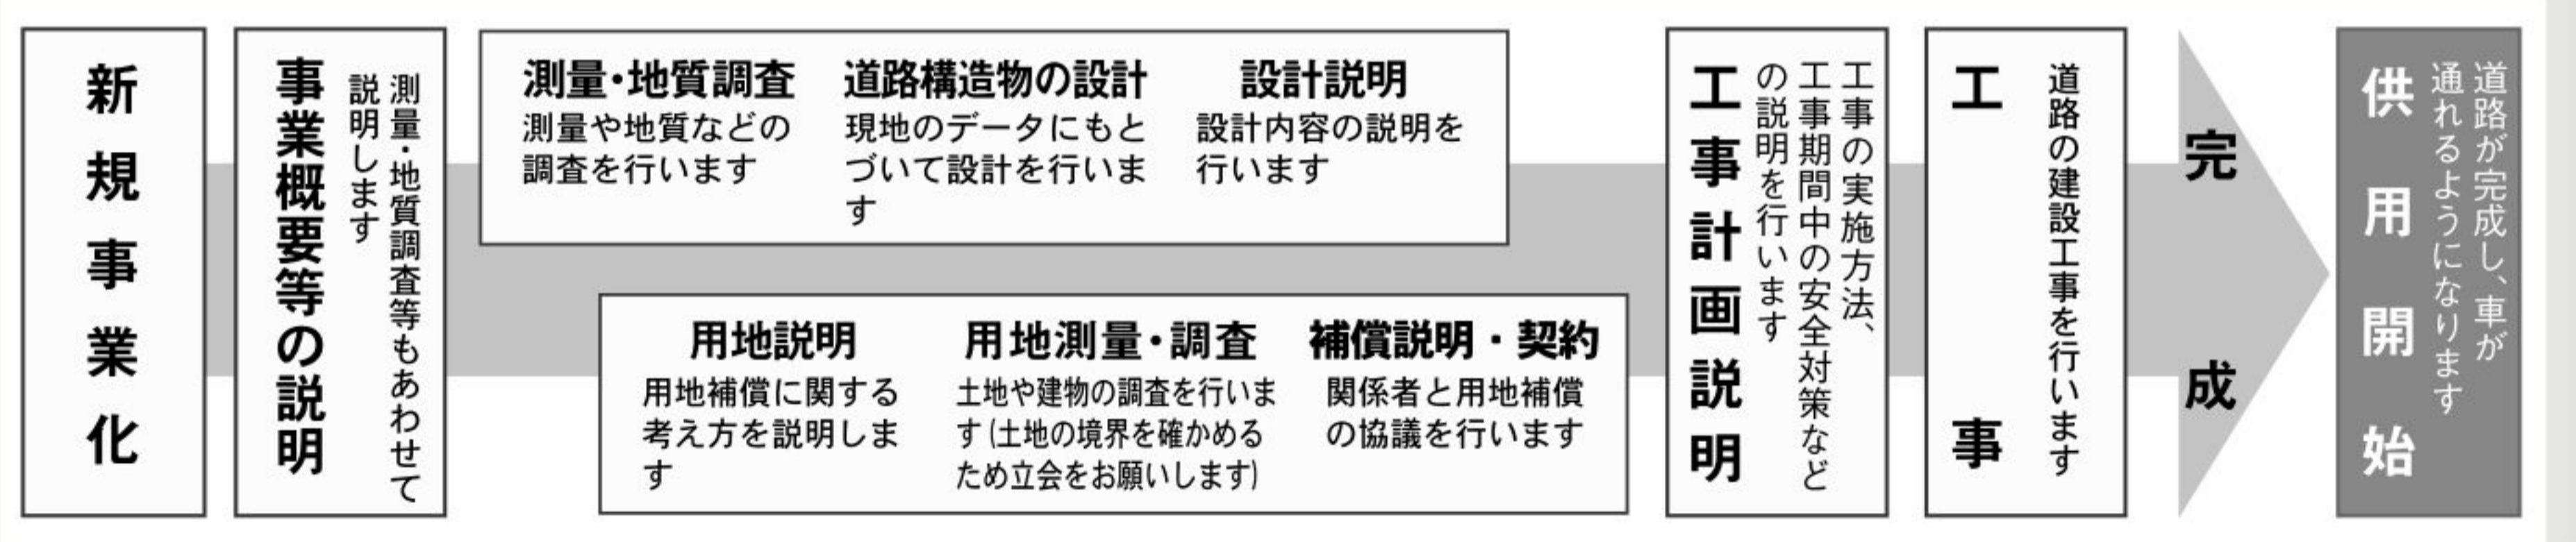 新規事業化
事業概要等の説明
測量・地質調査等もあわせて
説明します
測量・地質調査
測量や地質などの
調査を行います
道路構造物の設計
現地のデータにもと
づいて設計を行いま
す
設計説明
設計内容の説明を
行います
用地説明
用地補償に関する
考え方を説明しま
す
用地測量・調査
土地や建物の調査を行いま
す(土地の境界を確かめる
ため立会をお願いします)
補償説明・契約
関係者と用地補償
の協議を行います
工事計画説明
工事の実施方法、
工事期間中の安全対策など
の説明を行います
工事
道路の建設工事を行います
完成
供用開始
道路が完成し、車が
通れるようになります